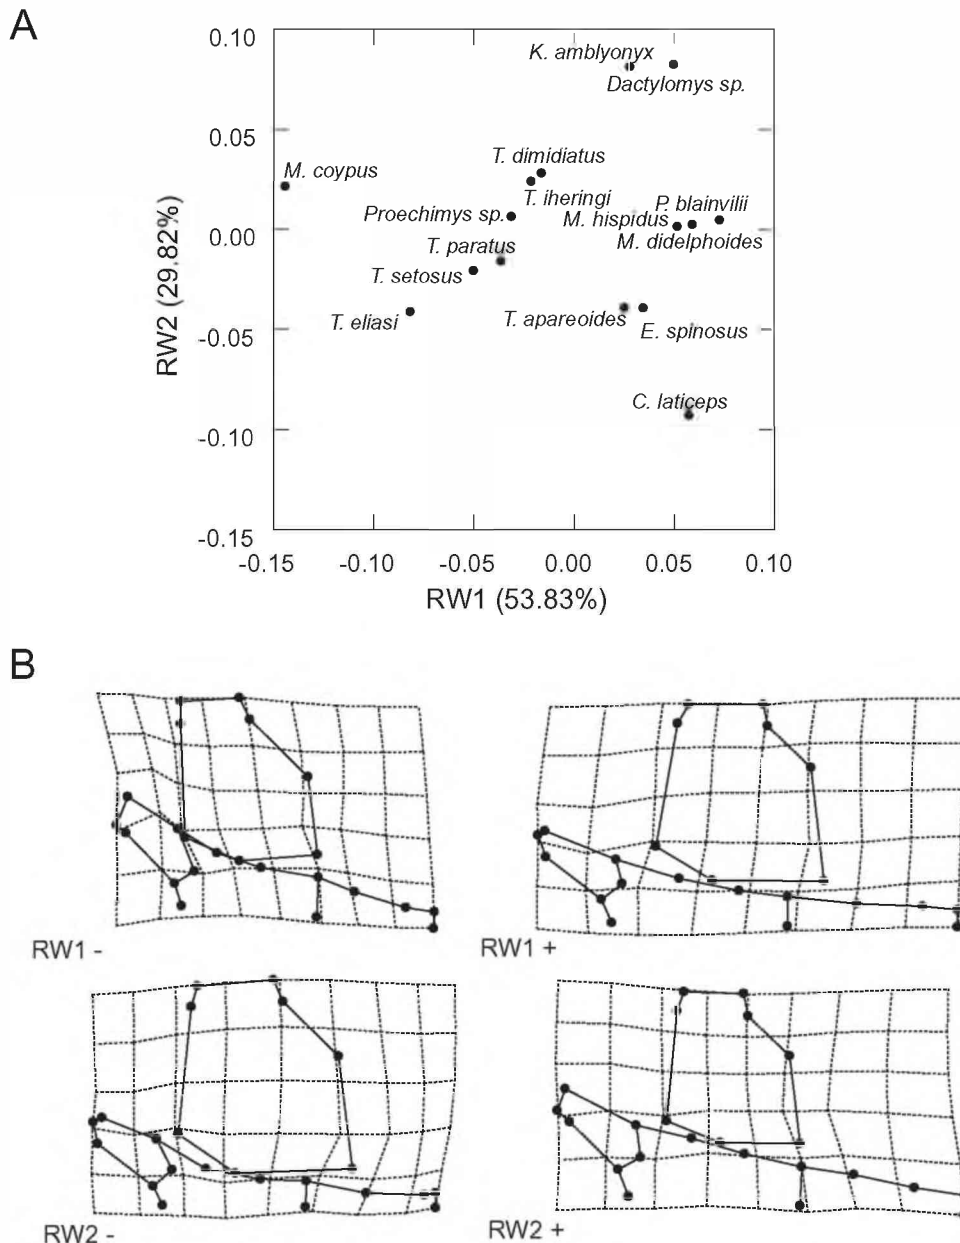 A
0.10
K. amblyonyx
Dactylomys sp.
0.05
T. dimidiatus
M. coypus
T. iheringi
P. blainvilii
Proechimys sp.
M. hispidus
0.00
T. paratus
M. didelphoides
T. setosus
T. eliasi
T. apareoides
E. spinosus
-0.05
C. laticeps
-0.10
-0.15
RW2 (29.82%)
-0.15 -0.10 -0.05 0.00 0.05 0.10
RW1 (53.83%)
B
RW1 - RW1 +
RW2 - RW2 +